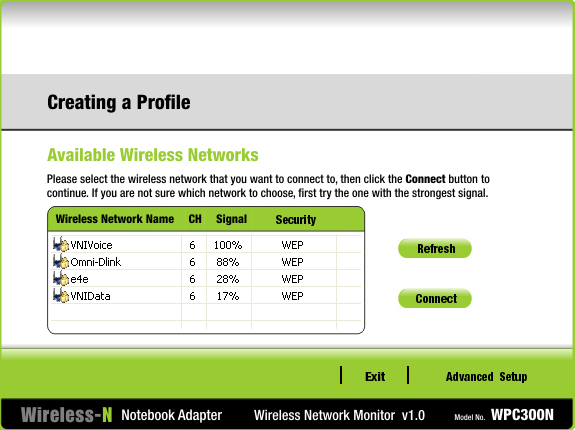 Creating a Profile
Available Wireless Networks
Please select the wireless network that you want to connect to, then click the Connect button to
continue. If you are not sure which network to choose, first try the one with the strongest signal.
Wireless Network Name CH Signal Security
VNIVoice 6 100% WEP
Omni-Dlink 6 88% WEP
e4e 6 28% WEP
VNIData 6 17% WEP
Refresh
Connect
Exit Advanced Setup
Wireless-N Notebook Adapter Wireless Network Monitor v1.0 Model No. WPC300N